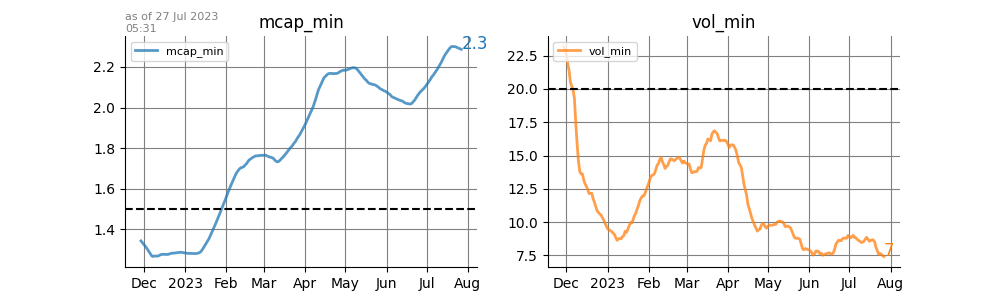 as of 27 Jul 2023
05:31
mcap_min
mcap_min
2.3
2.2
2.0
1.8
1.6
1.4
Dec 2023 Feb Mar Apr May Jun Jul Aug
vol_min
vol_min
22.5
20.0
17.5
15.0
12.5
10.0
7.5
7
Dec 2023 Feb Mar Apr May Jun Jul Aug